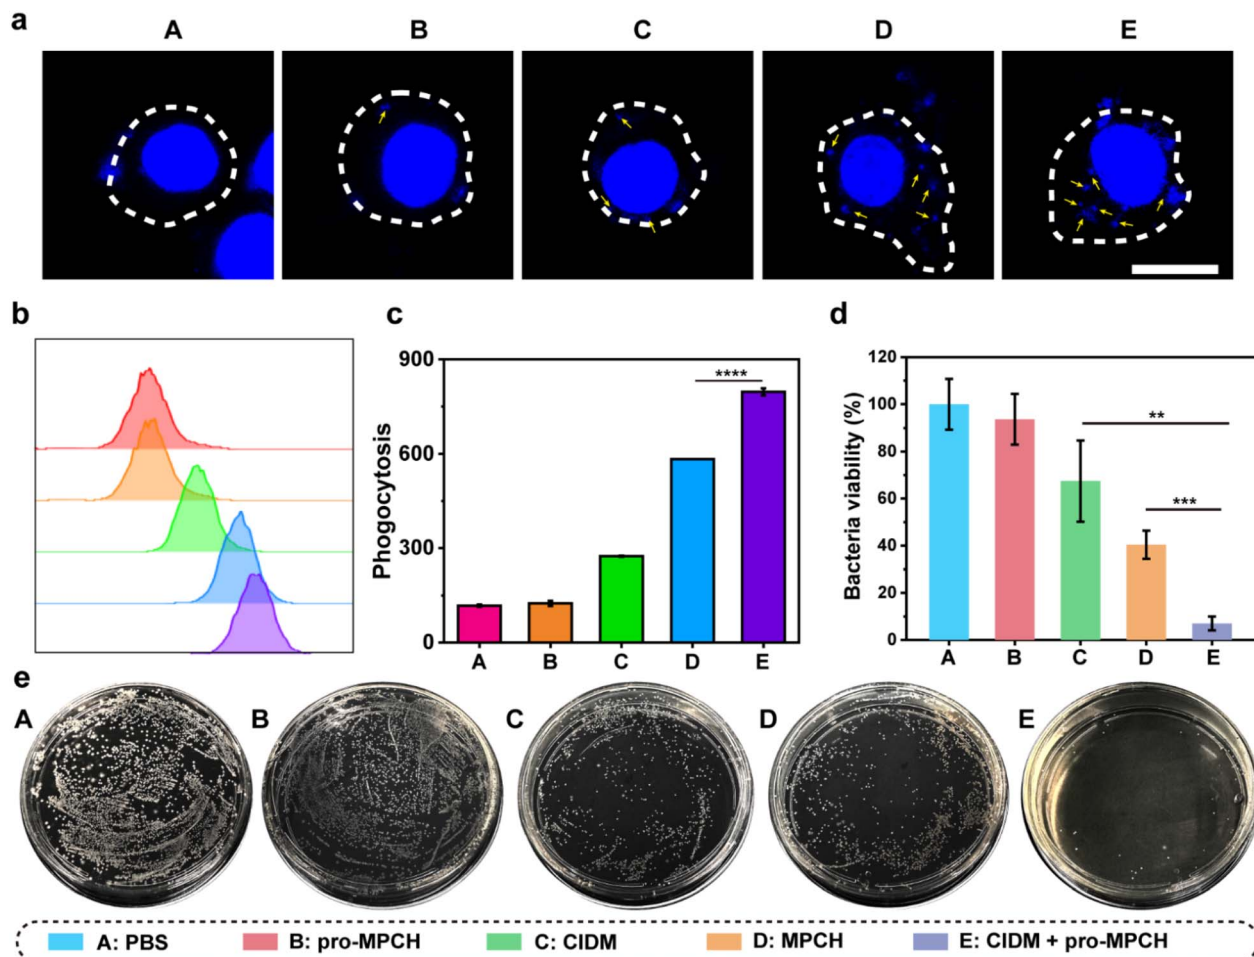 a
A B C D E
b
c
Phogocytosis
900
600
300
0
****
A B C D E
d
Bacteria viability (%)
120
100
80
60
40
20
0
**
***
A B C D E
e
A B C D E
A: PBS B: pro-MPCH C: CIDM D: MPCH E: CIDM + pro-MPCH